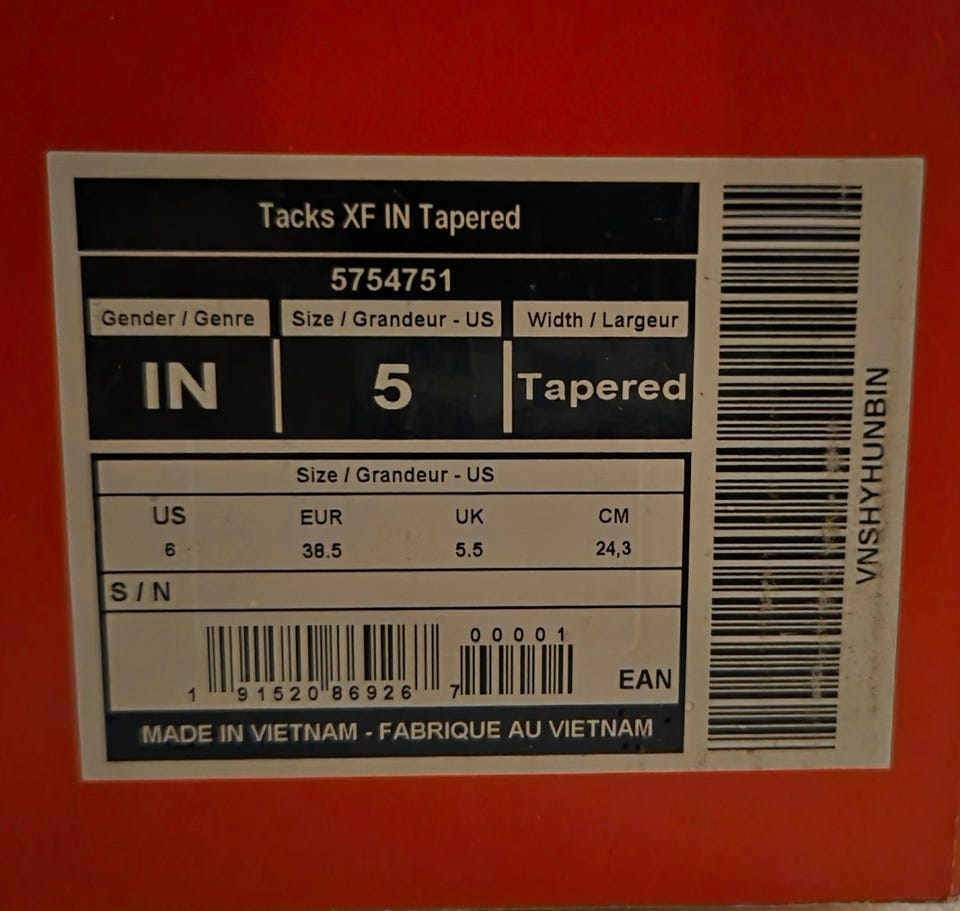 Tacks XF IN Tapered
5754751
Gender / Genre Size / Grandeur - US Width / Largeur
IN 5 Tapered
Size / Grandeur - US
US EUR UK CM
6 38.5 5.5 24,3
S / N
00001
1 91520 86926 7
EAN
MADE IN VIETNAM - FABRIQUE AU VIETNAM
VNSHYHUNBIN